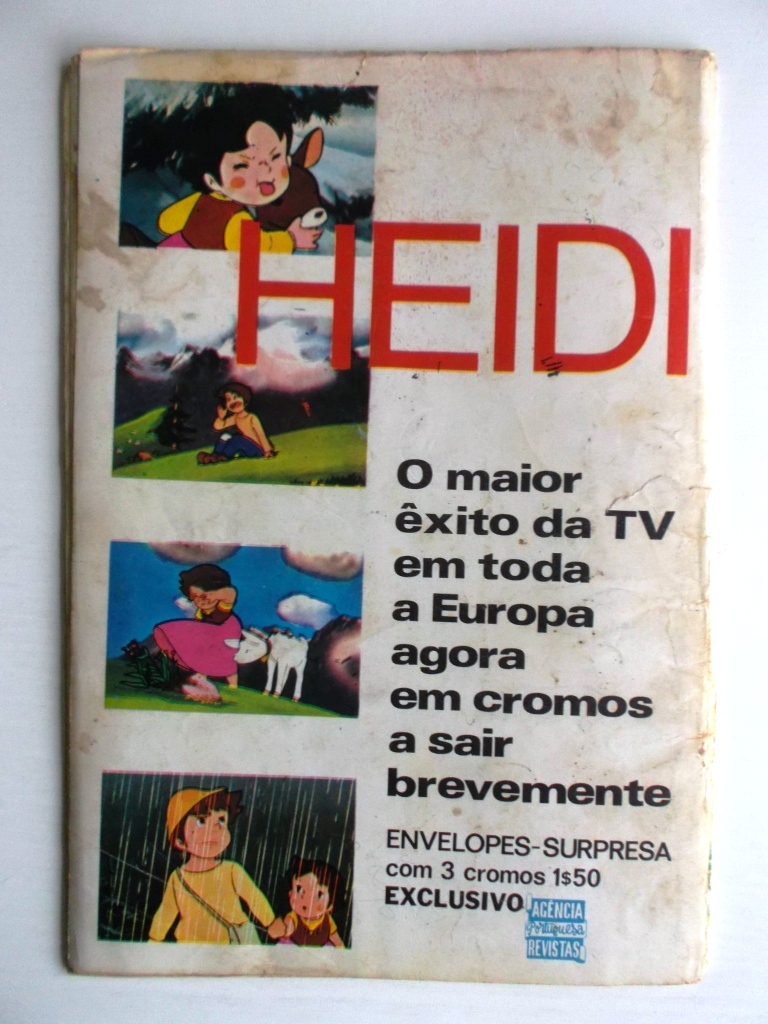 HEIDI
O maior
êxito da TV
em toda
a Europa
agora
em cromos
a sair
brevemente
ENVELOPES-SURPRESA
com 3 cromos 1$50
EXCLUSIVO
AGÊNCIA
Portuguesa
REVISTAS